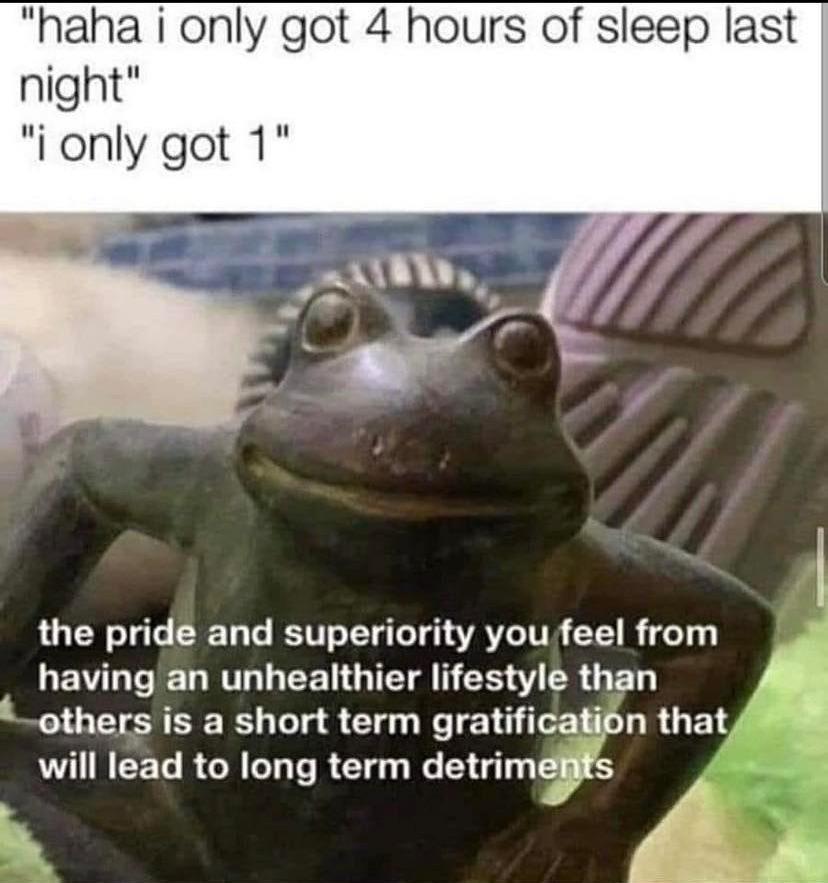 "haha i only got 4 hours of sleep last
night"
"i only got 1"
the pride and superiority you feel from
having an unhealthier lifestyle than
others is a short term gratification that
will lead to long term detriments